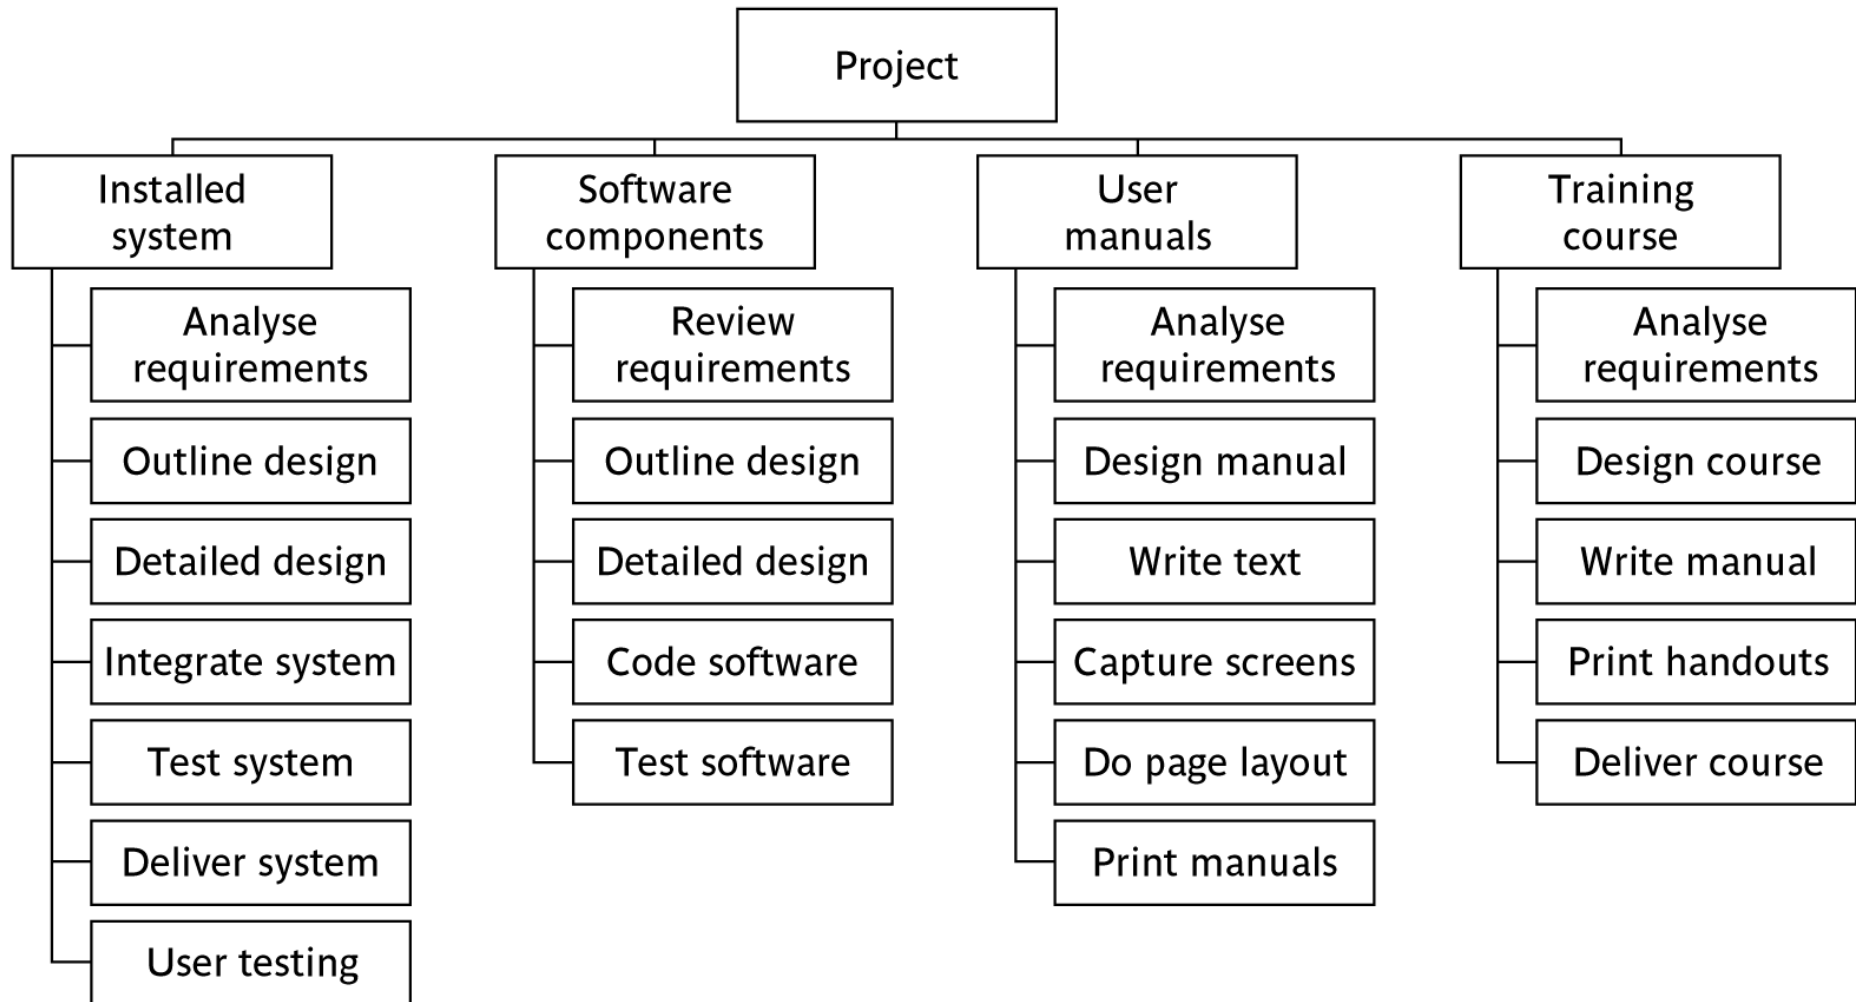 Project
Installed
system
Software
components
User
manuals
Training
course
Analyse
requirements
Outline design
Detailed design
Integrate system
Test system
Deliver system
User testing
Review
requirements
Outline design
Detailed design
Code software
Test software
Analyse
requirements
Design manual
Write text
Capture screens
Do page layout
Print manuals
Analyse
requirements
Design course
Write manual
Print handouts
Deliver course